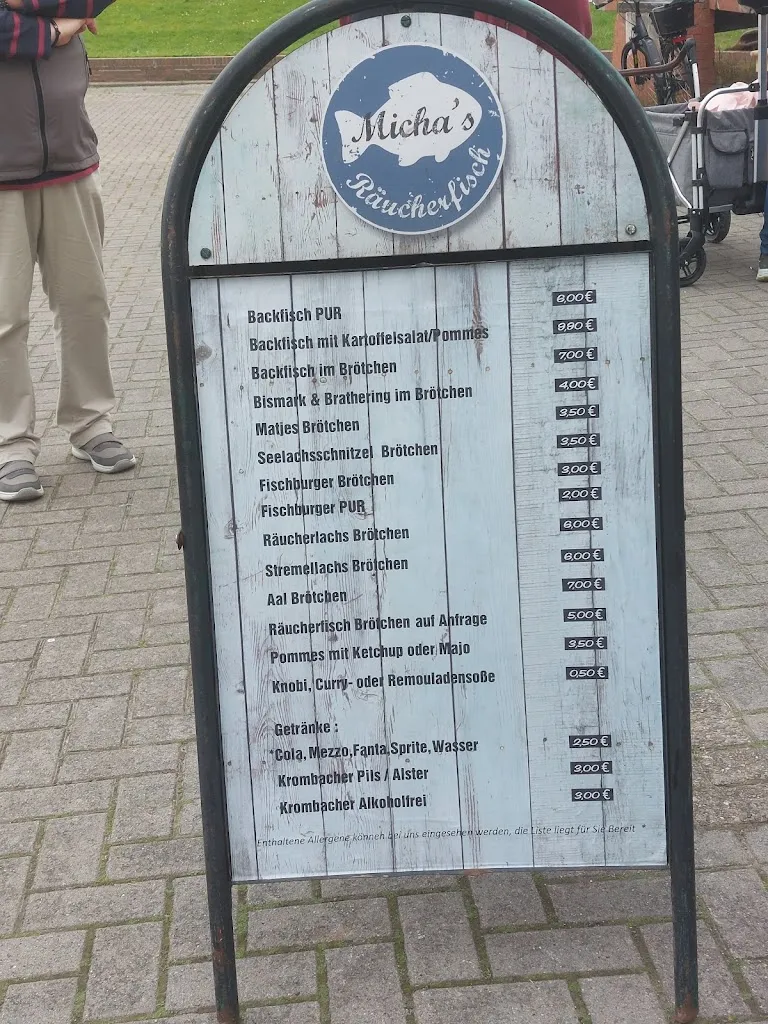 Micha's
Räucherfisch
Backfisch PUR 6,00 €
Backfisch mit Kartoffelsalat/Pommes 9,90 €
Backfisch im Brötchen 7,00 €
Bismark & Brathering im Brötchen 4,00 €
Matjes Brötchen 3,50 €
Seelachsschnitzel Brötchen 3,50 €
Fischburger Brötchen 3,00 €
Fischburger PUR 2,00 €
Räucherlachs Brötchen 6,00 €
Stremellachs Brötchen 6,00 €
Aal Brötchen 7,00 €
Räucherfisch Brötchen auf Anfrage 5,00 €
Pommes mit Ketchup oder Majo 3,50 €
Knobi, Curry- oder Remouladensoße 0,50 €
Getränke :
*Cola,Mezzo,Fanta,Sprite,Wasser 2,50 €
Krombacher Pils / Alster 3,00 €
Krombacher Alkoholfrei 3,00 €
Enthaltene Allergene können bei uns eingesehen werden, die Liste liegt für Sie Bereit *